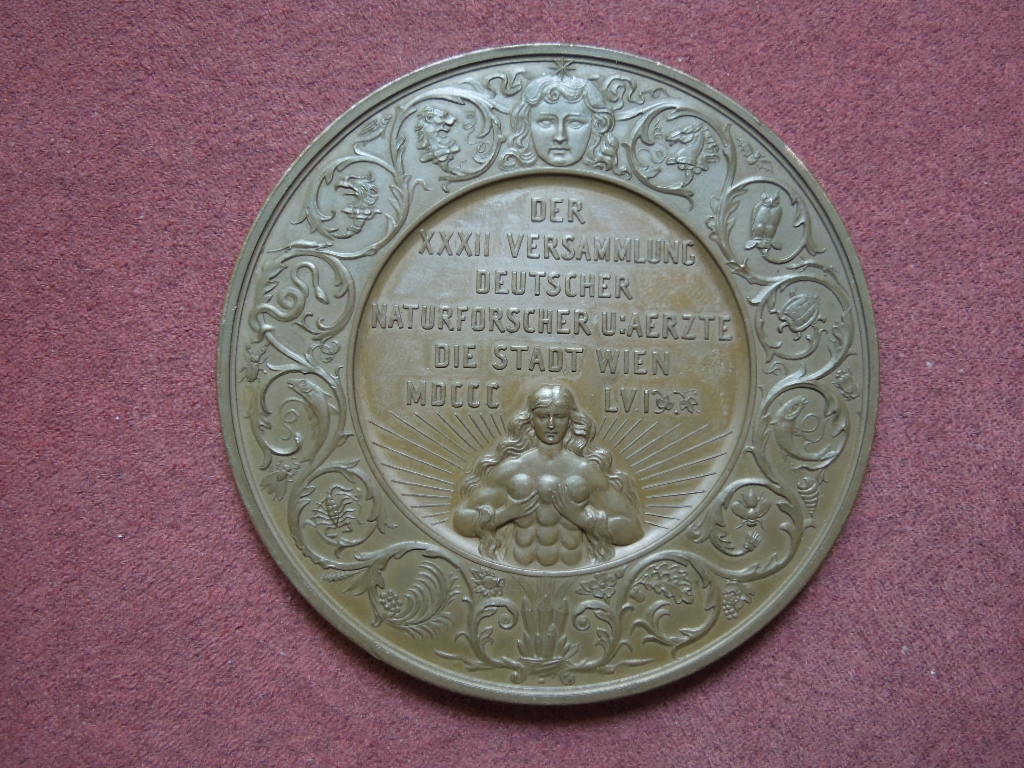 DER
XXXII VERSAMMLUNG
DEUTSCHER
NATURFORSCHER U:AERZTE
DIE STADT WIEN
MDCCC LVI